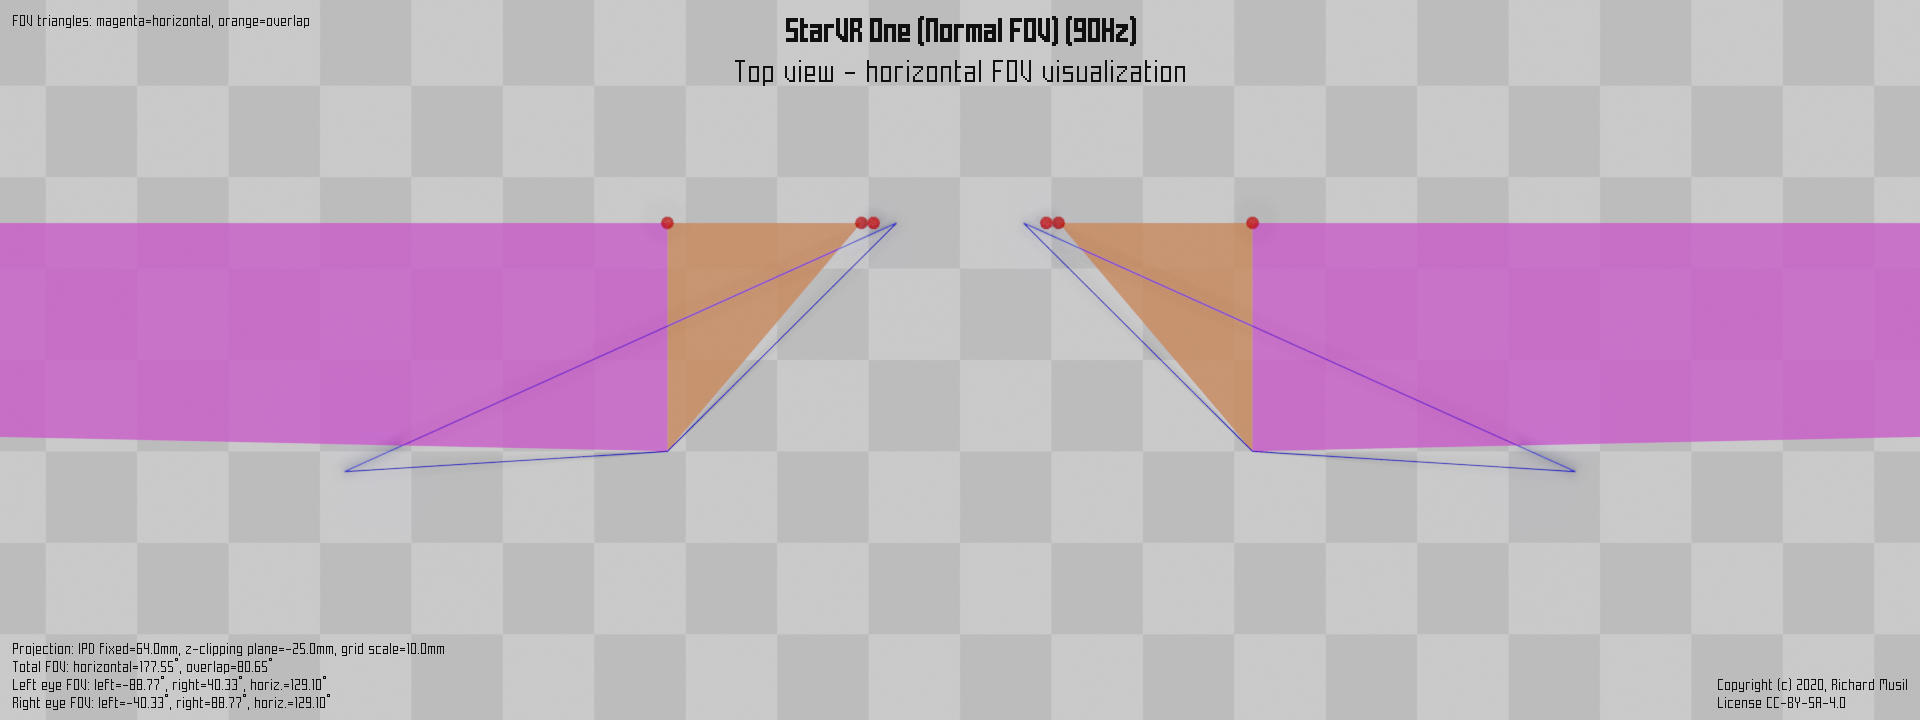 FOV triangles: magenta=horizontal, orange=overlap
StarVR One (Normal FOV) (90Hz)
Top view - horizontal FOV visualization
Projection: IPD fixed=64.0mm, z-clipping plane=-25.0mm, grid scale=10.0mm
Total FOV: horizontal=177.55°, overlap=80.65°
Left eye FOV: left=-88.77°, right=40.33°, horiz.=129.10°
Right eye FOV: left=-40.33°, right=88.77°, horiz.=129.10°
Copyright (c) 2020, Richard Musil
License CC-BY-SA-4.0